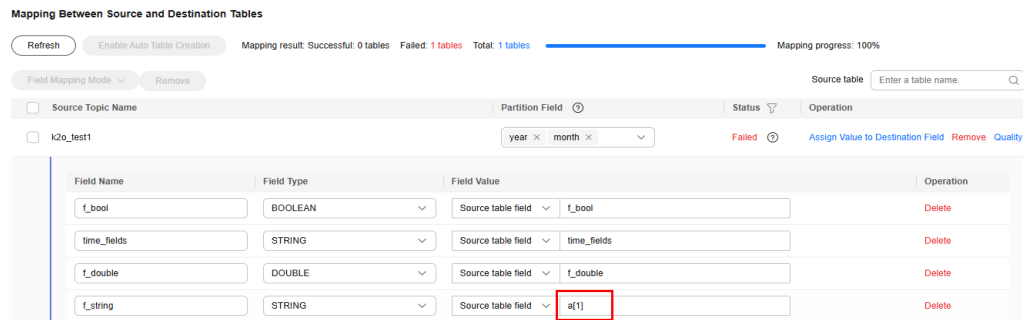 Mapping Between Source and Destination Tables
Refresh Enable Auto Table Creation Mapping result: Successful: 0 tables Failed: 1 tables Total: 1 tables Mapping progress: 100%
Field Mapping Mode Remove Source table Enter a table name.
Source Topic Name Partition Field ? Status Operation
k2o_test1 year × month × Failed ? Assign Value to Destination Field Remove Quality
Field Name Field Type Field Value Operation
f_bool BOOLEAN Source table field f_bool Delete
time_fields STRING Source table field time_fields Delete
f_double DOUBLE Source table field f_double Delete
f_string STRING Source table field a[1] Delete